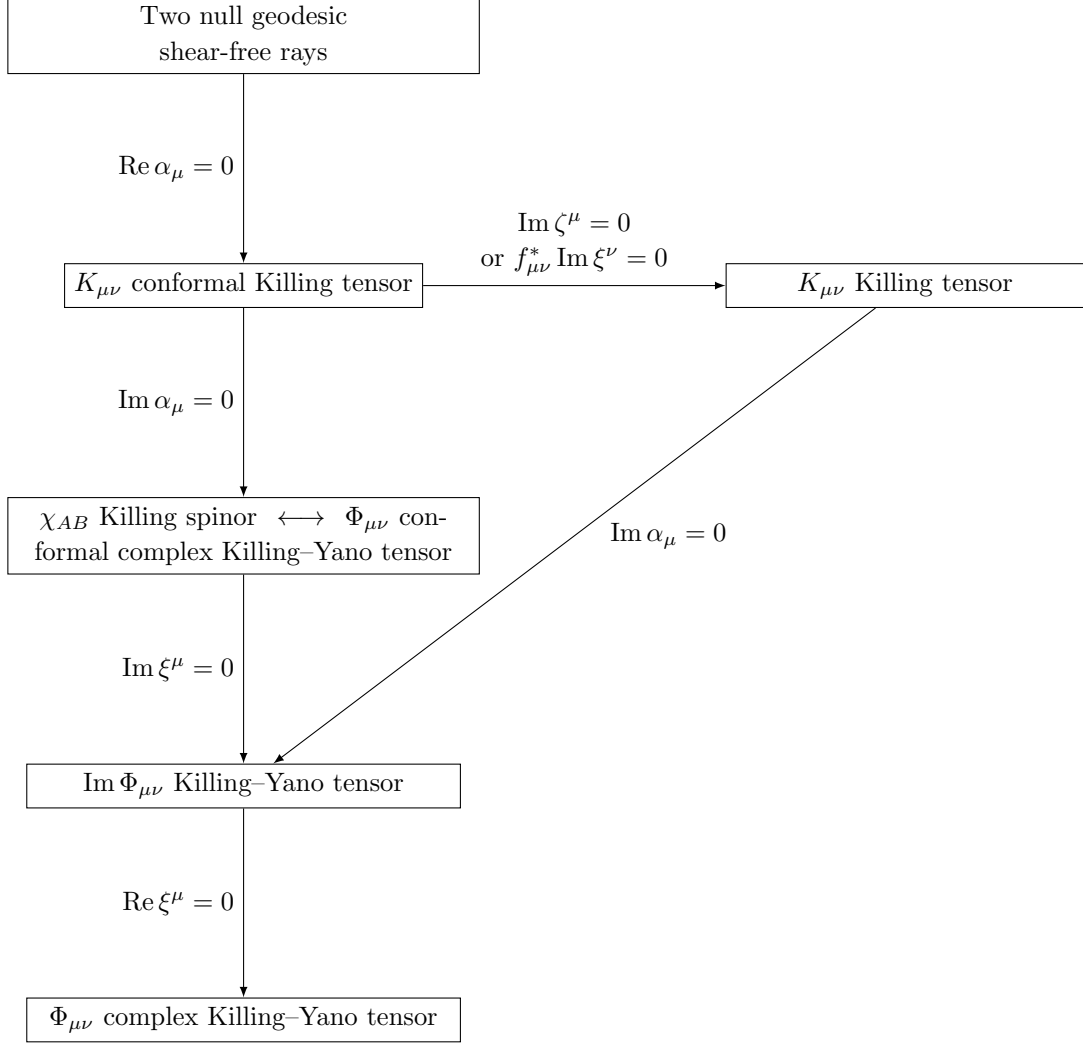 Two null geodesic
shear-free rays
Re α_μ = 0
Im ζ^μ = 0
or f*_μν Im ξ^ν = 0
K_μν conformal Killing tensor
K_μν Killing tensor
Im α_μ = 0
χ_AB Killing spinor ⟷ Φ_μν con-
formal complex Killing–Yano tensor
Im α_μ = 0
Im ξ^μ = 0
Im Φ_μν Killing–Yano tensor
Re ξ^μ = 0
Φ_μν complex Killing–Yano tensor